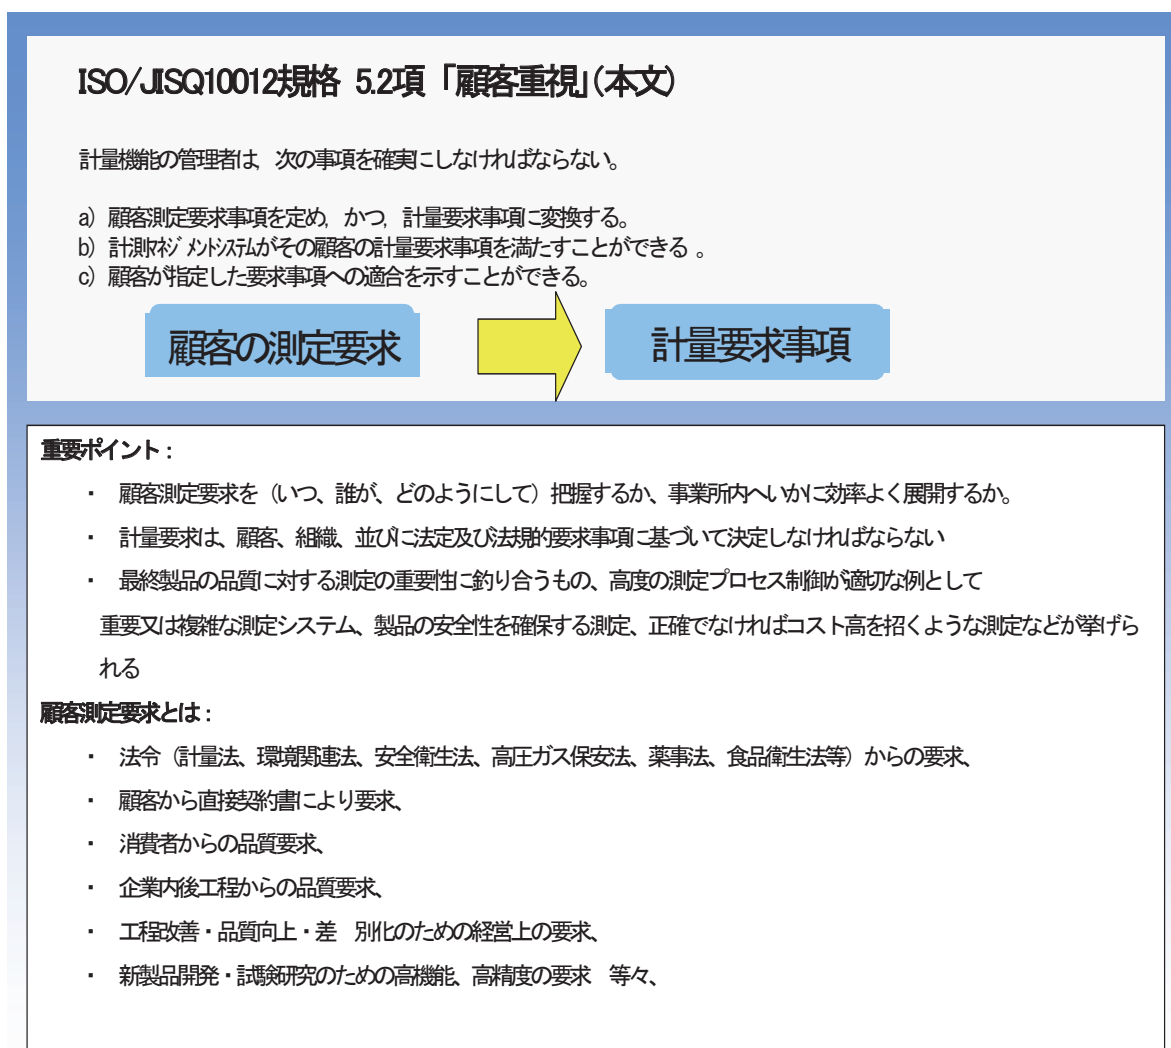 ISO/JISQ10012規格 5.2項「顧客重視」(本文)
計量機能の管理者は, 次の事項を確実にしなければならない。
a) 顧客測定要求事項を定め, かつ, 計量要求事項に変換する。
b) 計測ﾏﾈｼﾞﾒﾝﾄｼｽﾃﾑがその顧客の計量要求事項を満たすことができる 。
c) 顧客が指定した要求事項への適合を示すことができる。
顧客の測定要求 計量要求事項
重要ポイント:
・ 顧客測定要求を(いつ、誰が、どのようにして)把握するか、事業所内へいかに効率よく展開するか。
・ 計量要求は、顧客、組織、並びに法定及び法規的要求事項に基づいて決定しなければならない
・ 最終製品の品質に対する測定の重要性に釣り合うもの、高度の測定プロセス制御が適切な例として
重要又は複雑な測定システム、製品の安全性を確保する測定、正確でなければコスト高を招くような測定などが挙げら
れる
顧客測定要求とは:
・ 法令(計量法、環境関連法、安全衛生法、高圧ガス保安法、薬事法、食品衛生法等)からの要求、
・ 顧客から直接契約書により要求、
・ 消費者からの品質要求、
・ 企業内後工程からの品質要求、
・ 工程改善・品質向上・差 別化のための経営上の要求、
・ 新製品開発・試験研究のための高機能、高精度の要求 等々、